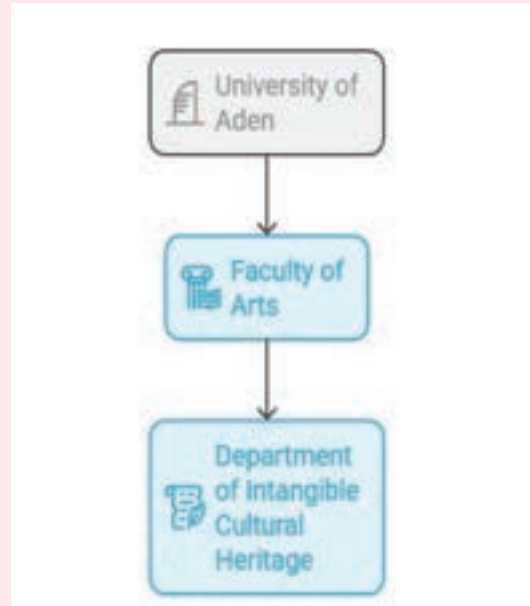 University of
Aden
Faculty of
Arts
Department
of Intangible
Cultural
Heritage